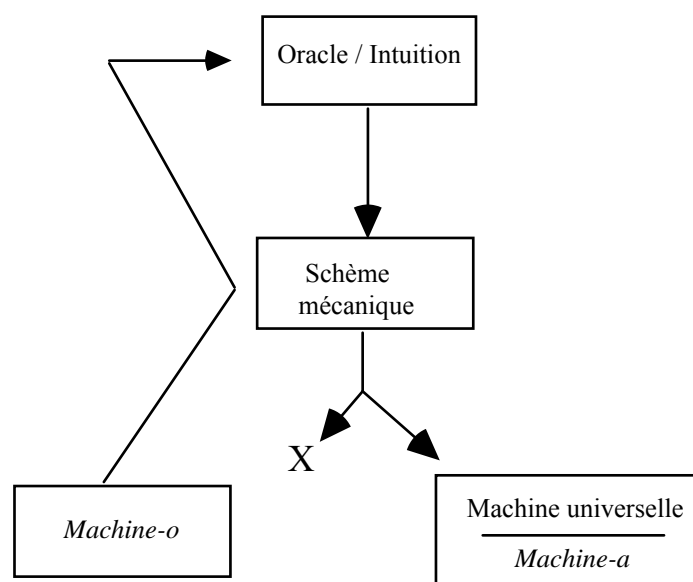 Oracle / Intuition
Schème
mécanique
X
Machine-o
Machine universelle
Machine-a